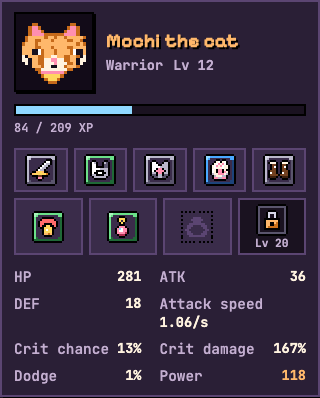 Mochi the cat
Warrior Lv 12
84 / 209 XP
Lv 20
HP 281 ATK 36
DEF 18 Attack speed
1.06/s
Crit chance 13% Crit damage 167%
Dodge 1% Power 118